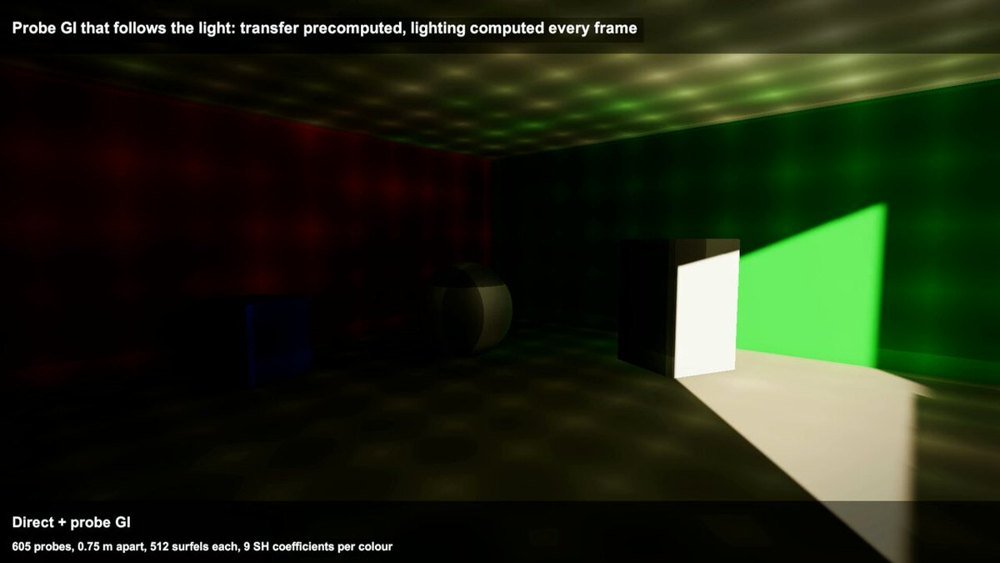 Probe GI that follows the light: transfer precomputed, lighting computed every frame
Direct + probe GI
605 probes, 0.75 m apart, 512 surfels each, 9 SH coefficients per colour